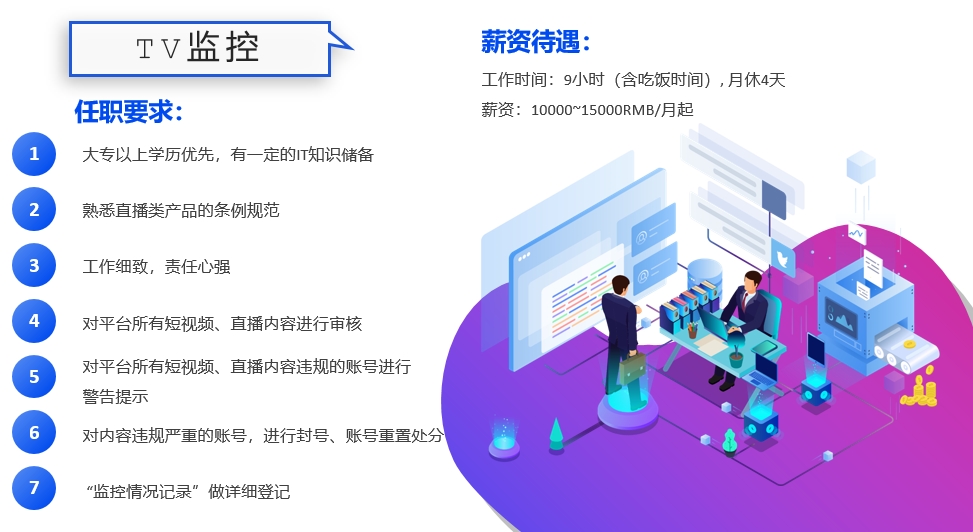 TV监控
任职要求：
1 大专以上学历优先，有一定的IT知识储备
2 熟悉直播类产品的条例规范
3 工作细致，责任心强
4 对平台所有短视频、直播内容进行审核
5 对平台所有短视频、直播内容违规的账号进行
警告提示
6 对内容违规严重的账号，进行封号、账号重置处分
7 “监控情况记录”做详细登记
薪资待遇：
工作时间：9小时（含吃饭时间）, 月休4天
薪资：10000~15000RMB/月起